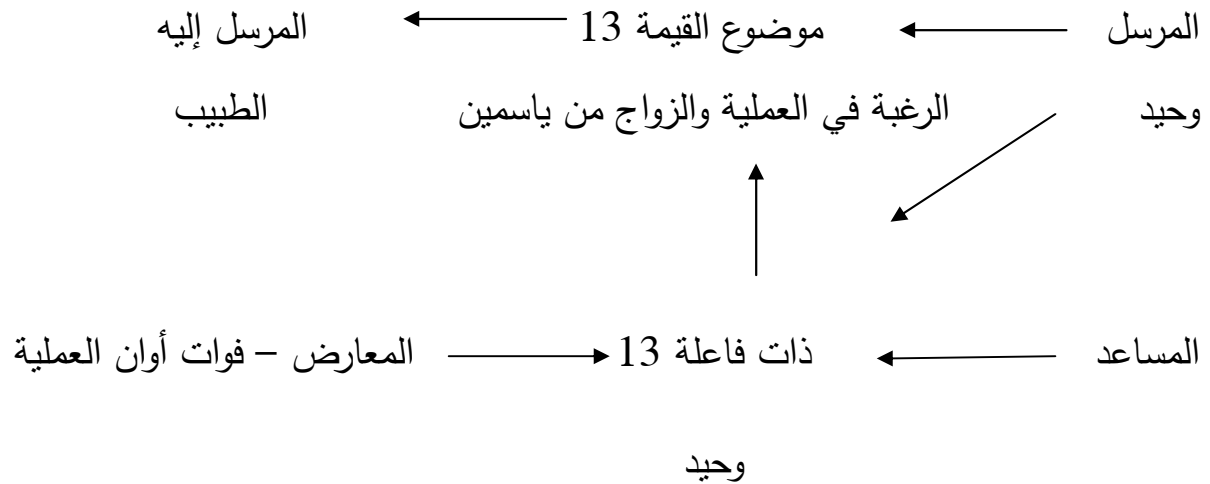 المرسل موضوع القيمة 13 المرسل إليه
وحيد الرغبة في العملية والزواج من ياسمين الطبيب
المساعد ذات فاعلة 13 المعارض – فوات أوان العملية
وحيد